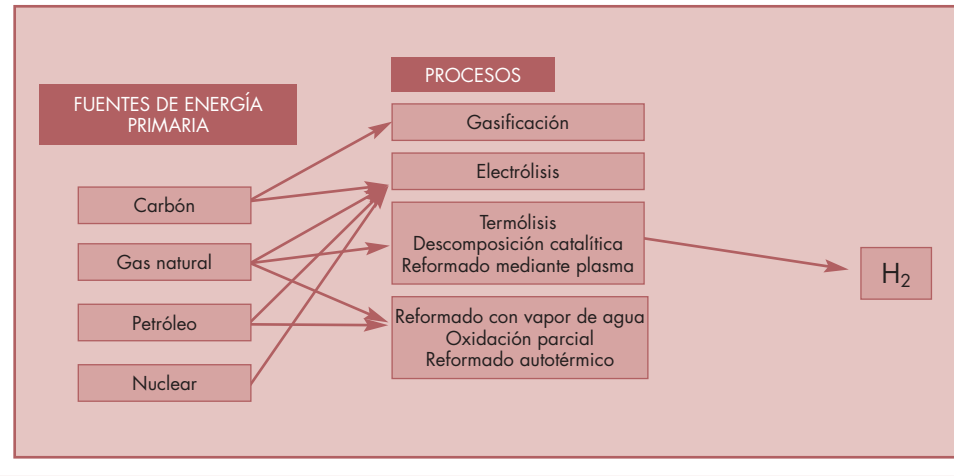 FUENTES DE ENERGÍA
PRIMARIA
Carbón
Gas natural
Petróleo
Nuclear
PROCESOS
Gasificación
Electrólisis
Termólisis
Descomposición catalítica
Reformado mediante plasma
Reformado con vapor de agua
Oxidación parcial
Reformado autotérmico
H₂